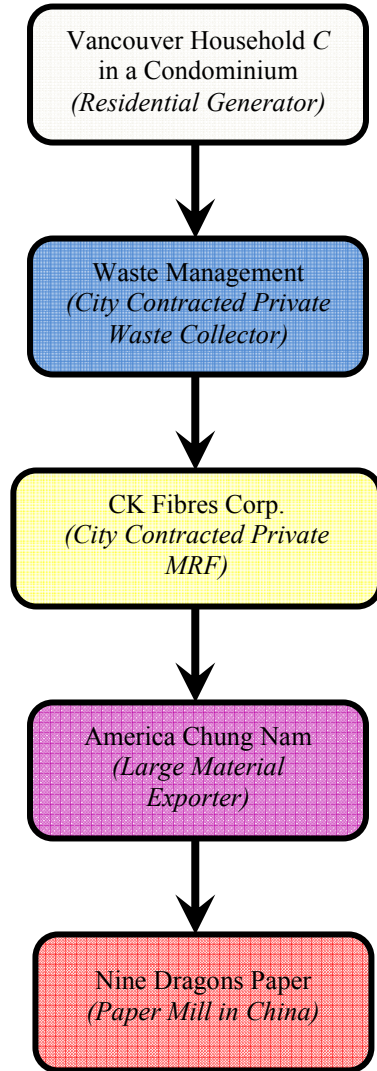 Vancouver Household C
in a Condominium
(Residential Generator)
Waste Management
(City Contracted Private
Waste Collector)
CK Fibres Corp.
(City Contracted Private
MRF)
America Chung Nam
(Large Material
Exporter)
Nine Dragons Paper
(Paper Mill in China)